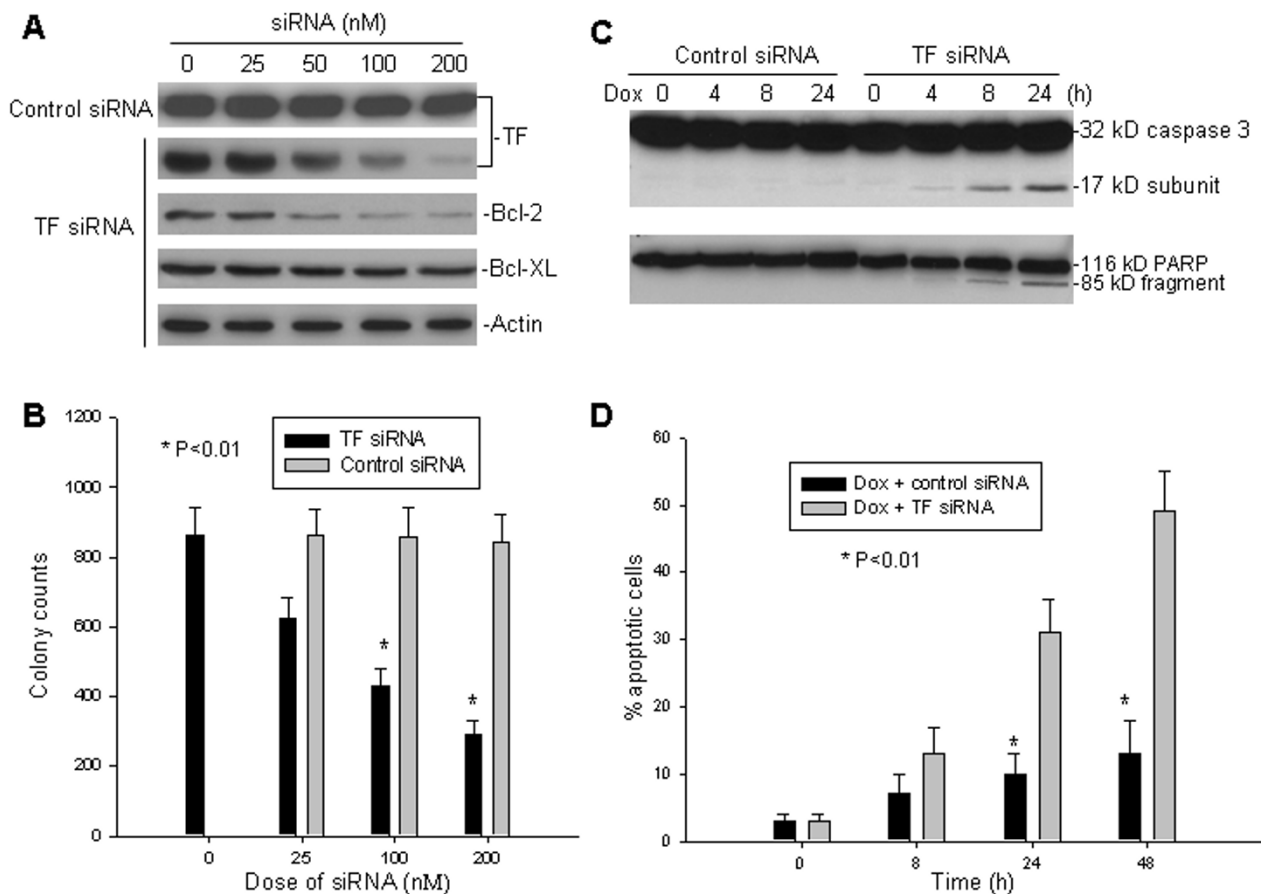 A
siRNA (nM)
0 25 50 100 200
Control siRNA
-TF
TF siRNA
-Bcl-2
-Bcl-XL
-Actin
C
Control siRNA TF siRNA
Dox 0 4 8 24 0 4 8 24 (h)
-32 kD caspase 3
-17 kD subunit
-116 kD PARP
-85 kD fragment
B
* P<0.01
TF siRNA
Control siRNA
Colony counts
1200
1000
800
600
400
200
0
*
*
0 25 100 200
Dose of siRNA (nM)
D
Dox + control siRNA
Dox + TF siRNA
* P<0.01
% apoptotic cells
60
50
40
30
20
10
0
*
*
0 8 24 48
Time (h)